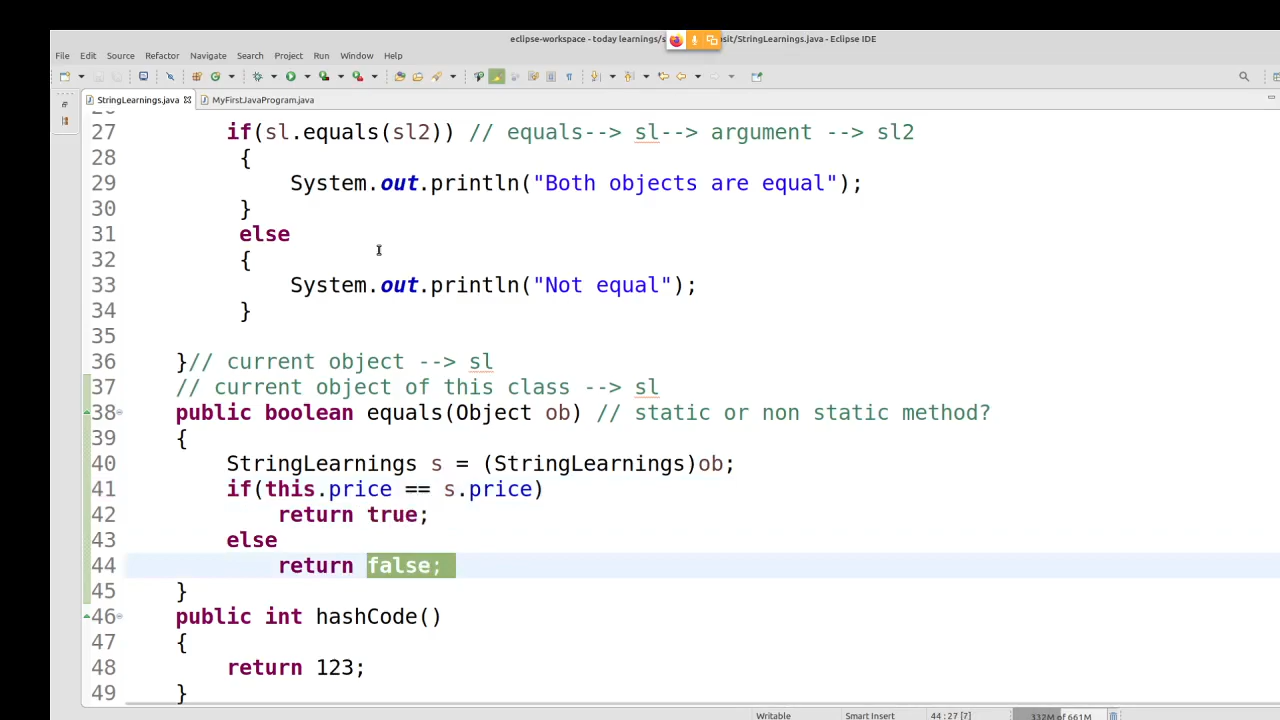 eclipse-workspace - today learnings/s sit/StringLearnings.java - Eclipse IDE
File Edit Source Refactor Navigate Search Project Run Window Help
StringLearnings.java MyFirstJavaProgram.java
27 if(sl.equals(sl2)) // equals--> sl--> argument --> sl2
28 {
29 System.out.println("Both objects are equal");
30 }
31 else
32 {
33 System.out.println("Not equal");
34 }
35
36 }// current object --> sl
37 // current object of this class --> sl
38 public boolean equals(Object ob) // static or non static method?
39 {
40 StringLearnings s = (StringLearnings)ob;
41 if(this.price == s.price)
42 return true;
43 else
44 return false;
45 }
46 public int hashCode()
47 {
48 return 123;
49 }
Writable Smart Insert 44 : 27 [7] 332M of 661M